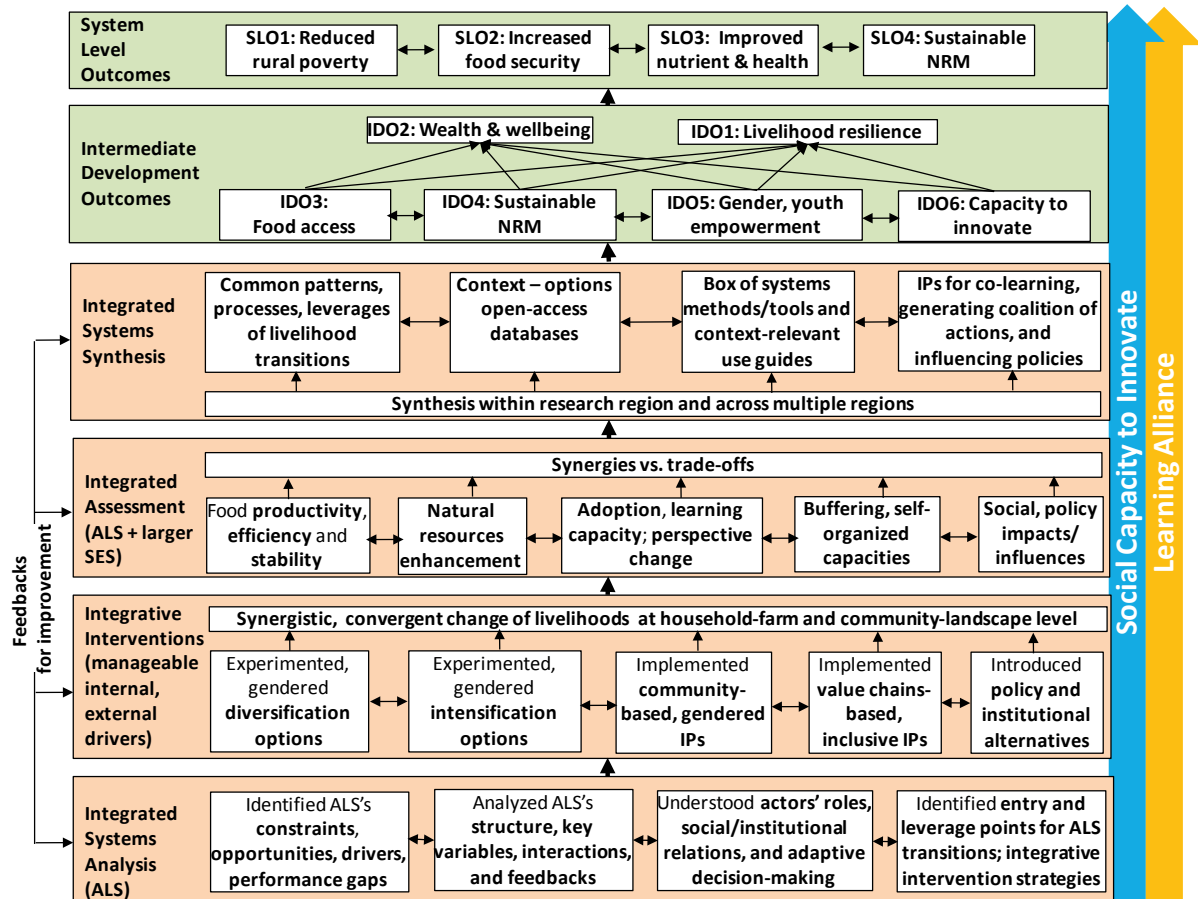 System
Level
Outcomes
SLO1: Reduced
rural poverty
SLO2: Increased
food security
SLO3: Improved
nutrient & health
SLO4: Sustainable
NRM
Intermediate
Development
Outcomes
IDO2: Wealth & wellbeing
IDO1: Livelihood resilience
IDO3:
Food access
IDO4: Sustainable
NRM
IDO5: Gender, youth
empowerment
IDO6: Capacity to
innovate
Integrated
Systems
Synthesis
Common patterns,
processes, leverages
of livelihood
transitions
Context – options
open-access
databases
Box of systems
methods/tools and
context-relevant
use guides
IPs for co-learning,
generating coalition of
actions, and
influencing policies
Synthesis within research region and across multiple regions
Integrated
Assessment
(ALS + larger
SES)
Synergies vs. trade-offs
Food productivity,
efficiency and
stability
Natural
resources
enhancement
Adoption, learning
capacity; perspective
change
Buffering, self-
organized
capacities
Social, policy
impacts/
influences
Integrative
Interventions
(manageable
internal,
external
drivers)
Synergistic, convergent change of livelihoods at household-farm and community-landscape level
Experimented,
gendered
diversification
options
Experimented,
gendered
intensification
options
Implemented
community-
based, gendered
IPs
Implemented
value chains-
based,
inclusive IPs
Introduced
policy and
institutional
alternatives
Integrated
Systems
Analysis
(ALS)
Identified ALS's
constraints,
opportunities, drivers,
performance gaps
Analyzed ALS's
structure, key
variables, interactions,
and feedbacks
Understood actors' roles,
social/institutional
relations, and adaptive
decision-making
Identified entry and
leverage points for ALS
transitions; integrative
intervention strategies
Feedbacks
for improvement
Social Capacity to Innovate
Learning Alliance